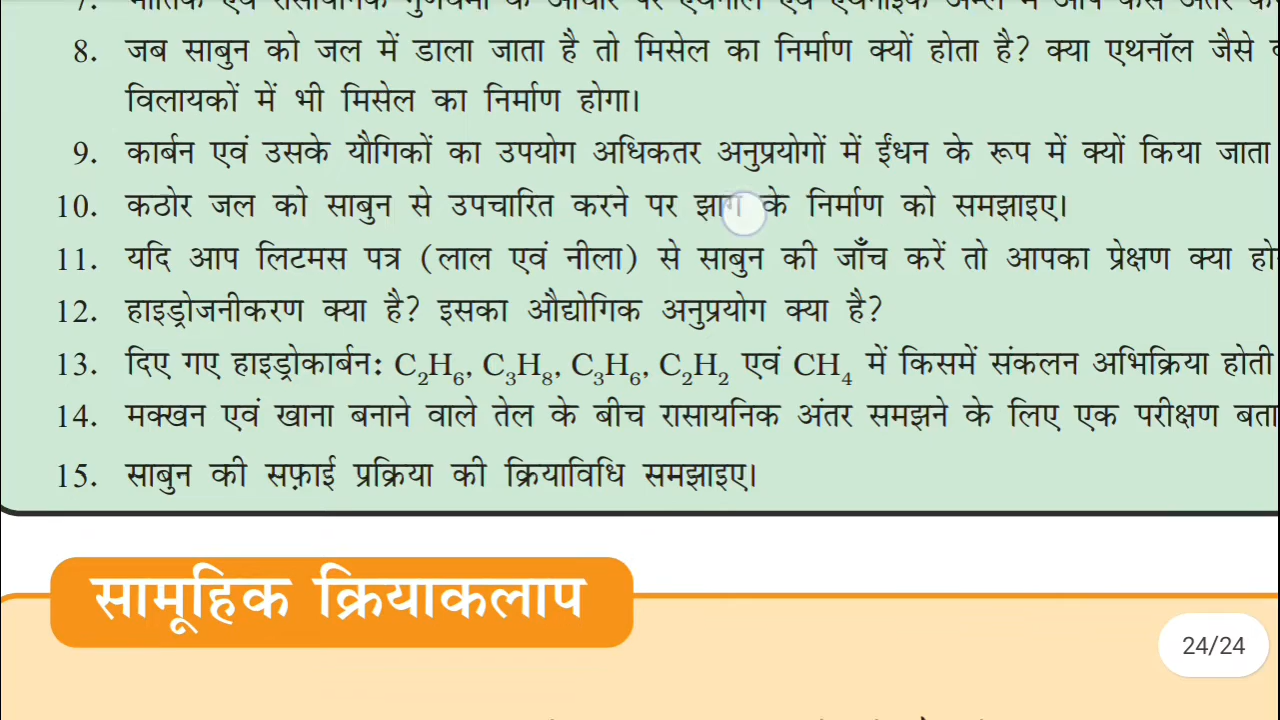 8. जब साबुन को जल में डाला जाता है तो मिसेल का निर्माण क्यों होता है? क्या एथनॉल जैसे
विलायकों में भी मिसेल का निर्माण होगा।
9. कार्बन एवं उसके यौगिकों का उपयोग अधिकतर अनुप्रयोगों में ईंधन के रूप में क्यों किया जाता
10. कठोर जल को साबुन से उपचारित करने पर झाग के निर्माण को समझाइए।
11. यदि आप लिटमस पत्र (लाल एवं नीला) से साबुन की जाँच करें तो आपका प्रेक्षण क्या
12. हाइड्रोजनीकरण क्या है? इसका औद्योगिक अनुप्रयोग क्या है?
13. दिए गए हाइड्रोकार्बन: C₂H₆, C₃H₈, C₃H₆, C₂H₂ एवं CH₄ में किसमें संकलन अभिक्रिया होती
14. मक्खन एवं खाना बनाने वाले तेल के बीच रासायनिक अंतर समझने के लिए एक परीक्षण
15. साबुन की सफ़ाई प्रक्रिया की क्रियाविधि समझाइए।
सामूहिक क्रियाकलाप
24/24